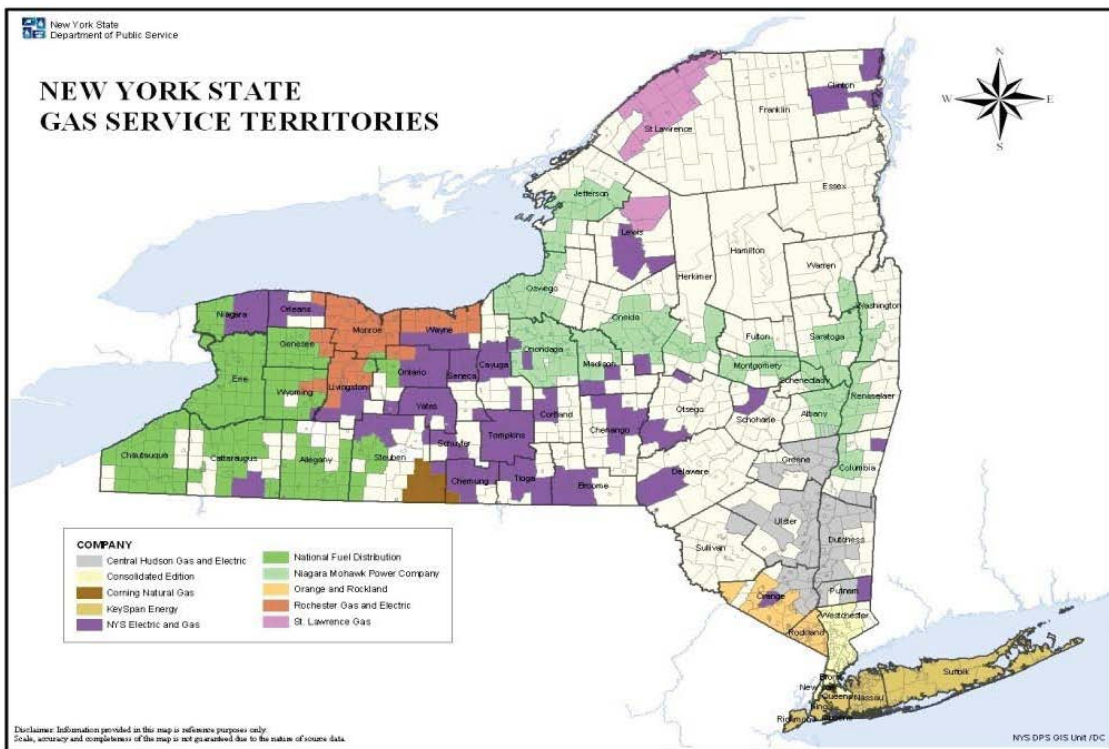 New York State
Department of Public Service
NEW YORK STATE
GAS SERVICE TERRITORIES
N
W E
S
Clinton
Franklin
St Lawrence
Essex
Jefferson
Lewis
Hamilton
Herkimer
Warren
Oswego
Washington
Oneida
Niagara
Orleans
Monroe
Wayne
Fulton
Saratoga
Genesee
Onondaga
Madison
Montgomery
Ontario
Seneca
Cayuga
Schenectady
Erie
Wyoming
Livingston
Rensselaer
Yates
Otsego
Albany
Cortland
Chenango
Schoharie
Schuyler
Tompkins
Chautauqua
Cattaraugus
Allegany
Steuben
Greene
Columbia
Chemung
Tioga
Broome
Delaware
Ulster
Dutchess
Sullivan
Orange
Putnam
Westchester
Rockland
Suffolk
Bronx
New York
Queens
Nassau
Kings
Richmond
COMPANY
Central Hudson Gas and Electric
Consolidated Edition
Corning Natural Gas
KeySpan Energy
NYS Electric and Gas
National Fuel Distribution
Niagara Mohawk Power Company
Orange and Rockland
Rochester Gas and Electric
St. Lawrence Gas
Disclaimer: Information provided in this map is reference purposes only.
Scale, accuracy and completeness of the map is not guaranteed due to the nature of source data.
NYS DPS GIS Unit /DC